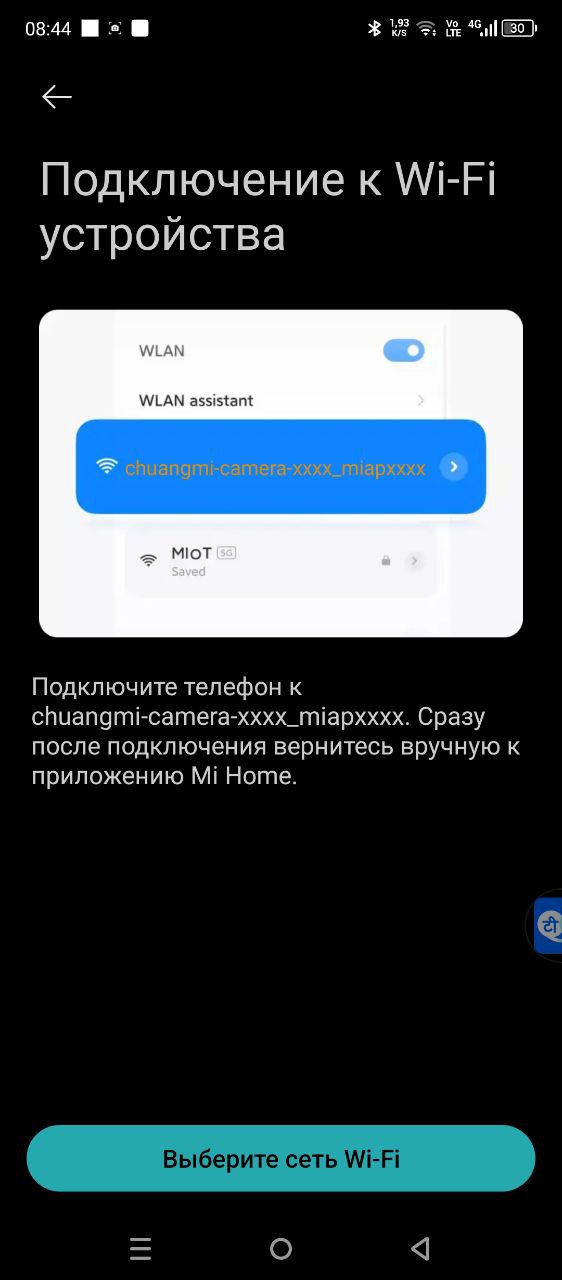 08:44
1,93
K/S
Vo
LTE
4G
30
Подключение к Wi-Fi
устройства
WLAN
WLAN assistant
chuangmi-camera-xxxx_miapxxxx
MIoT 5G
Saved
Подключите телефон к
chuangmi-camera-xxxx_miapxxxx. Сразу
после подключения вернитесь вручную к
приложению Mi Home.
टी
Выберите сеть Wi-Fi